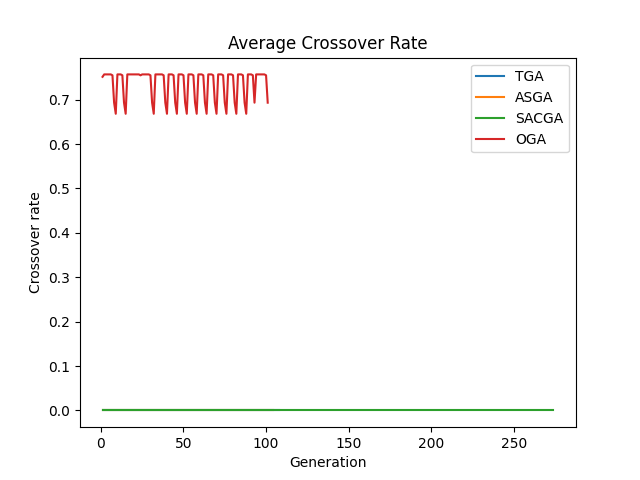 Average Crossover Rate
TGA
ASGA
SACGA
OGA
Crossover rate
0.7
0.6
0.5
0.4
0.3
0.2
0.1
0.0
0 50 100 150 200 250
Generation